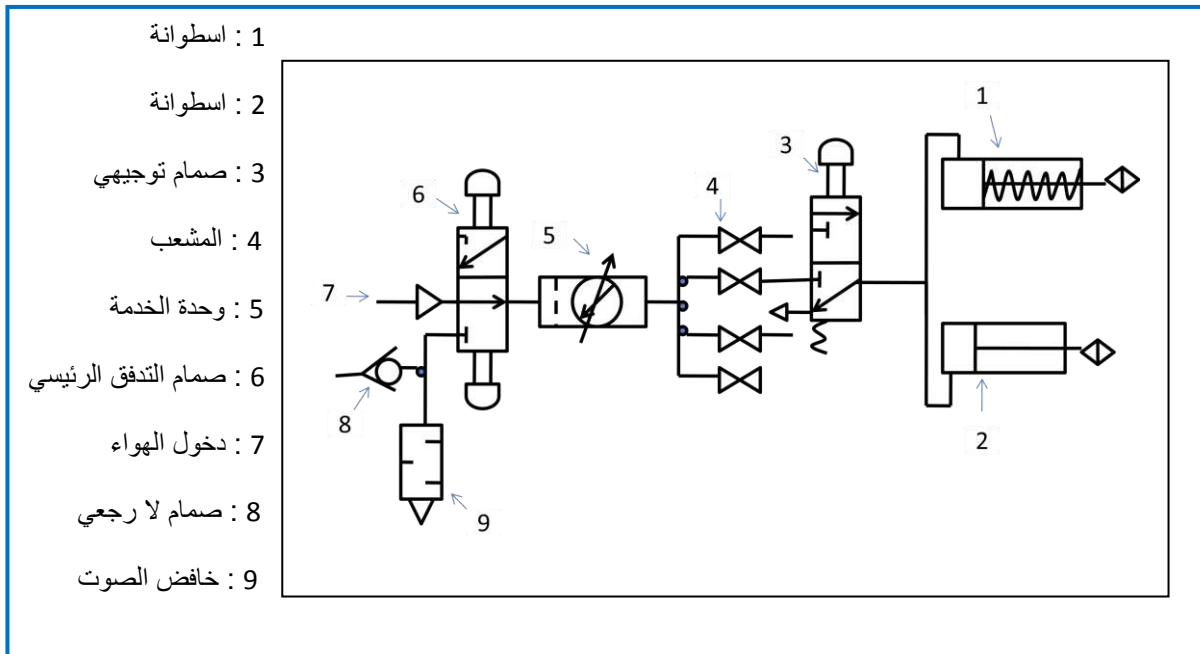 1 : اسطوانة
2 : اسطوانة
3 : صمام توجيهي
4 : المشعب
5 : وحدة الخدمة
6 : صمام التدفق الرئيسي
7 : دخول الهواء
8 : صمام لا رجعي
9 : خافض الصوت
1
3
4
6
5
7
8
2
9